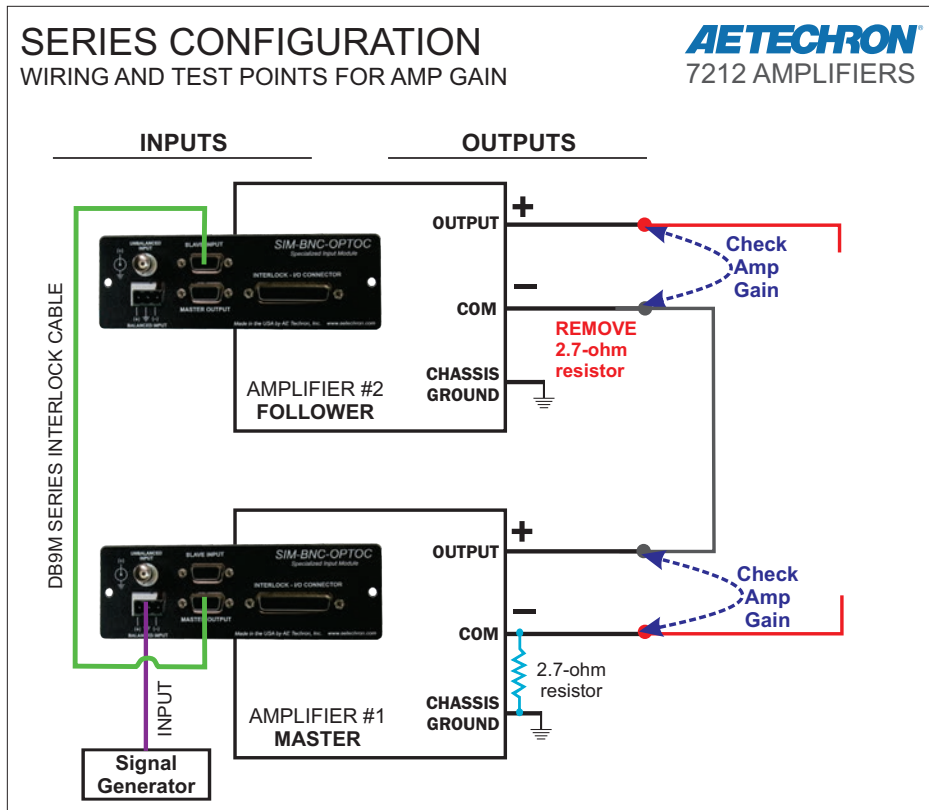 SERIES CONFIGURATION
WIRING AND TEST POINTS FOR AMP GAIN
AE TECHRON
7212 AMPLIFIERS
INPUTS
OUTPUTS
DB9M SERIES INTERLOCK CABLE
UNBALANCED
INPUT
SLAVE INPUT
SIM-BNC-OPTOC
Specialized Input Module
INTERLOCK - I/O CONNECTOR
MASTER OUTPUT
(+) (-)
BALANCED INPUT
Made in the USA by AE Techron, Inc. www.aetechron.com
AMPLIFIER #2
FOLLOWER
OUTPUT
+
COM
−
CHASSIS
GROUND
Check
Amp
Gain
REMOVE
2.7-ohm
resistor
UNBALANCED
INPUT
SLAVE INPUT
SIM-BNC-OPTOC
Specialized Input Module
INTERLOCK - I/O CONNECTOR
MASTER OUTPUT
(+) (-)
BALANCED INPUT
Made in the USA by AE Techron, Inc. www.aetechron.com
AMPLIFIER #1
MASTER
OUTPUT
+
COM
−
CHASSIS
GROUND
Check
Amp
Gain
2.7-ohm
resistor
INPUT
Signal
Generator